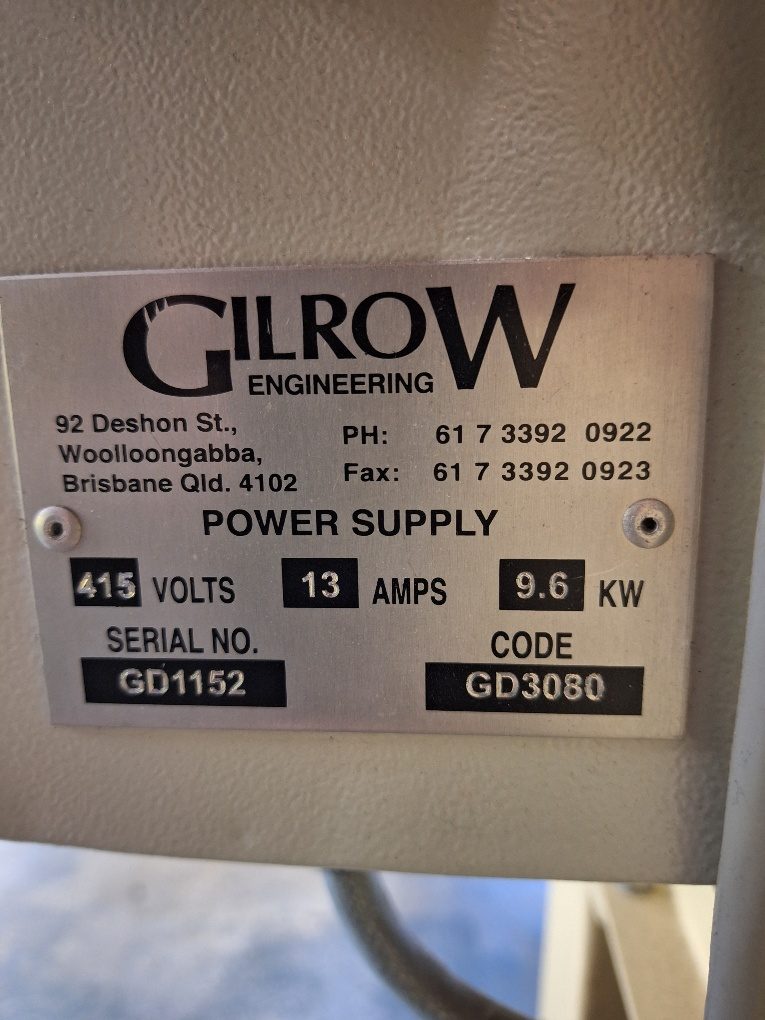 GILROW
ENGINEERING
92 Deshon St.,
Woolloongabba,
Brisbane Qld. 4102
PH: 61 7 3392 0922
Fax: 61 7 3392 0923
POWER SUPPLY
415 VOLTS 13 AMPS 9.6 KW
SERIAL NO. CODE
GD1152 GD3080